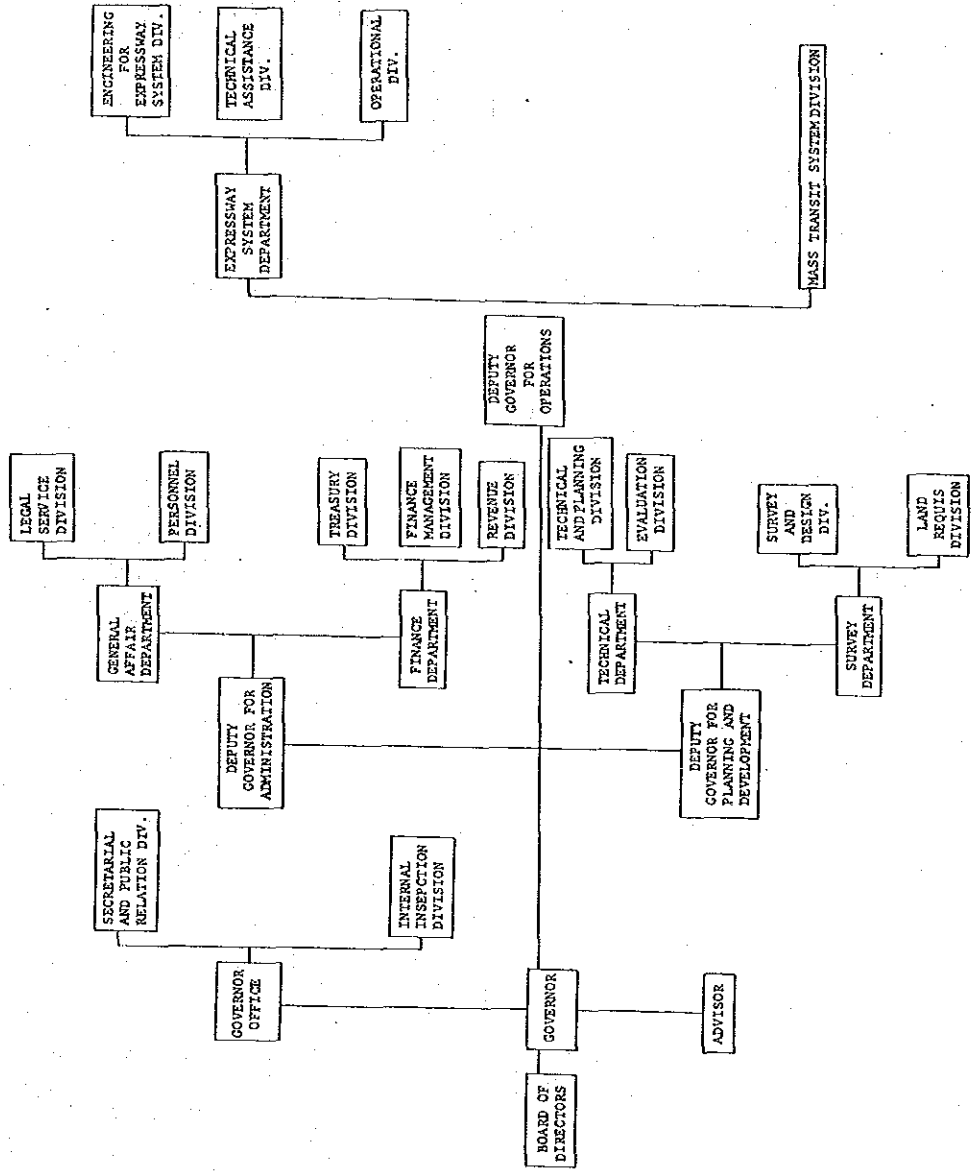 BOARD OF
DIRECTORS
GOVERNOR
ADVISOR
GOVERNOR
OFFICE
SECRETARIAL
AND PUBLIC
RELATION DIV.
INTERNAL
INSEPCTION
DIVISION
DEPUTY
GOVERNOR FOR
ADMINISTRATION
GENERAL
AFFAIR
DEPARTMENT
LEGAL
SERVICE
DIVISION
PERSONNEL
DIVISION
FINANCE
DEPARTMENT
TREASURY
DIVISION
FINANCE
MANAGEMENT
DIVISION
REVENUE
DIVISION
DEPUTY
GOVERNOR FOR
PLANNING AND
DEVELOPMENT
TECHNICAL
DEPARTMENT
TECHNICAL
AND PLANNING
DIVISION
EVALUATION
DIVISION
SURVEY
DEPARTMENT
SURVEY
AND
DESIGN
DIV.
LAND
REQUIS
DIVISION
DEPUTY
GOVERNOR
FOR
OPERATIONS
EXPRESSWAY
SYSTEM
DEPARTMENT
ENGINEERING
FOR
EXPRESSWAY
SYSTEM DIV.
TECHNICAL
ASSISTANCE
DIV.
OPERATIONAL
DIV.
MASS TRANSIT SYSTEM DIVISION